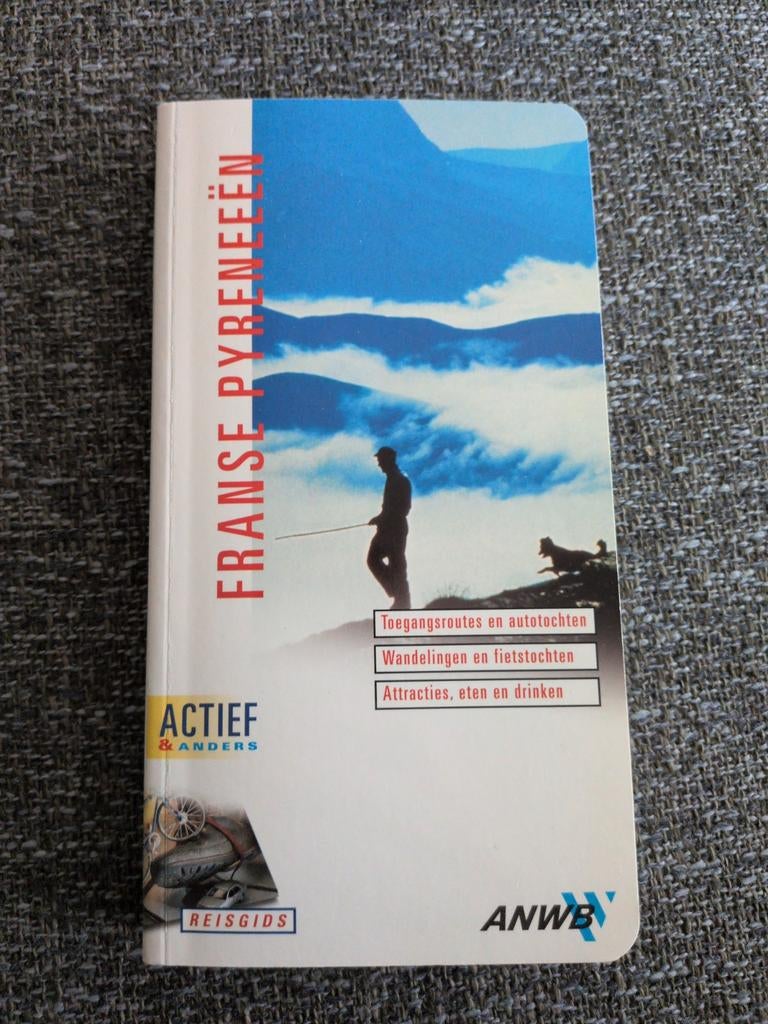 FRANSE PYRENEEËN
Toegangsroutes en autotochten
Wandelingen en fietstochten
Attracties, eten en drinken
ACTIEF
& ANDERS
REISGIDS
ANWB